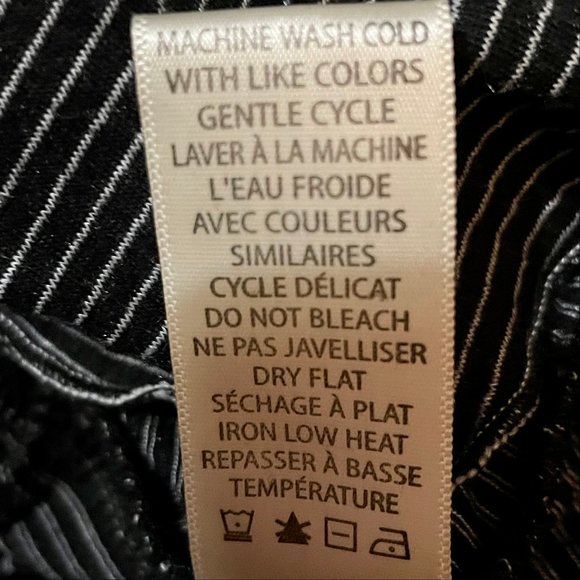 MACHINE WASH COLD
WITH LIKE COLORS
GENTLE CYCLE
LAVER À LA MACHINE
L'EAU FROIDE
AVEC COULEURS
SIMILAIRES
CYCLE DÉLICAT
DO NOT BLEACH
NE PAS JAVELLISER
DRY FLAT
SÉCHAGE À PLAT
IRON LOW HEAT
REPASSER À BASSE
TEMPÉRATURE